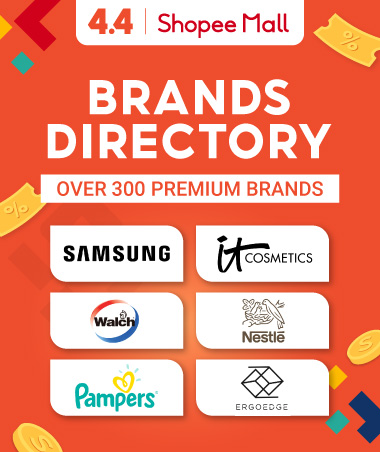 4.4 Shopee Mall
BRANDS
DIRECTORY
OVER 300 PREMIUM BRANDS
SAMSUNG
it COSMETICS
Walch
Nestlé
Pampers
ERGOEDGE
%
%
$
$